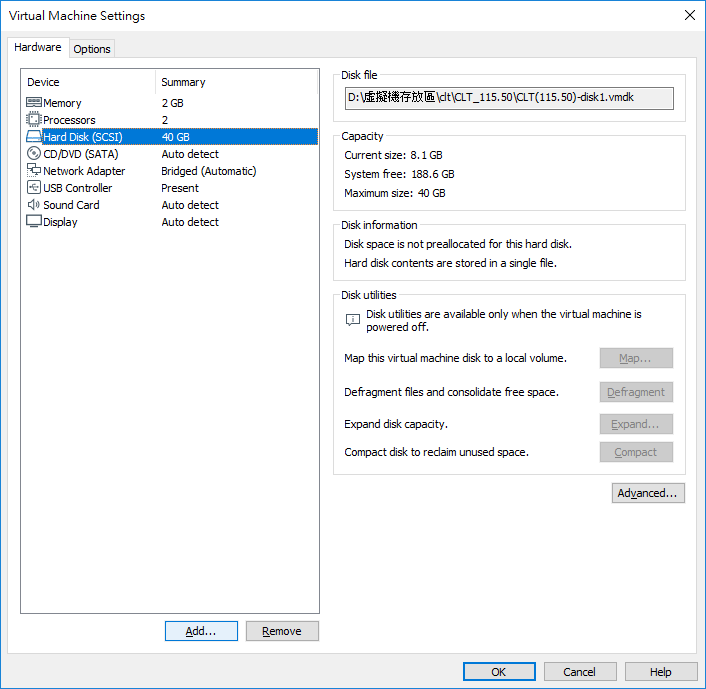 Virtual Machine Settings
Hardware Options
Device Summary
Memory 2 GB
Processors 2
Hard Disk (SCSI) 40 GB
CD/DVD (SATA) Auto detect
Network Adapter Bridged (Automatic)
USB Controller Present
Sound Card Auto detect
Display Auto detect
Add... Remove
Disk file
D:\虛擬機存放區\clt\CLT_115.50\CLT(115.50)-disk1.vmdk
Capacity
Current size: 8.1 GB
System free: 188.6 GB
Maximum size: 40 GB
Disk information
Disk space is not preallocated for this hard disk.
Hard disk contents are stored in a single file.
Disk utilities
Disk utilities are available only when the virtual machine is
powered off.
Map this virtual machine disk to a local volume. Map...
Defragment files and consolidate free space. Defragment
Expand disk capacity. Expand...
Compact disk to reclaim unused space. Compact
Advanced...
OK Cancel Help